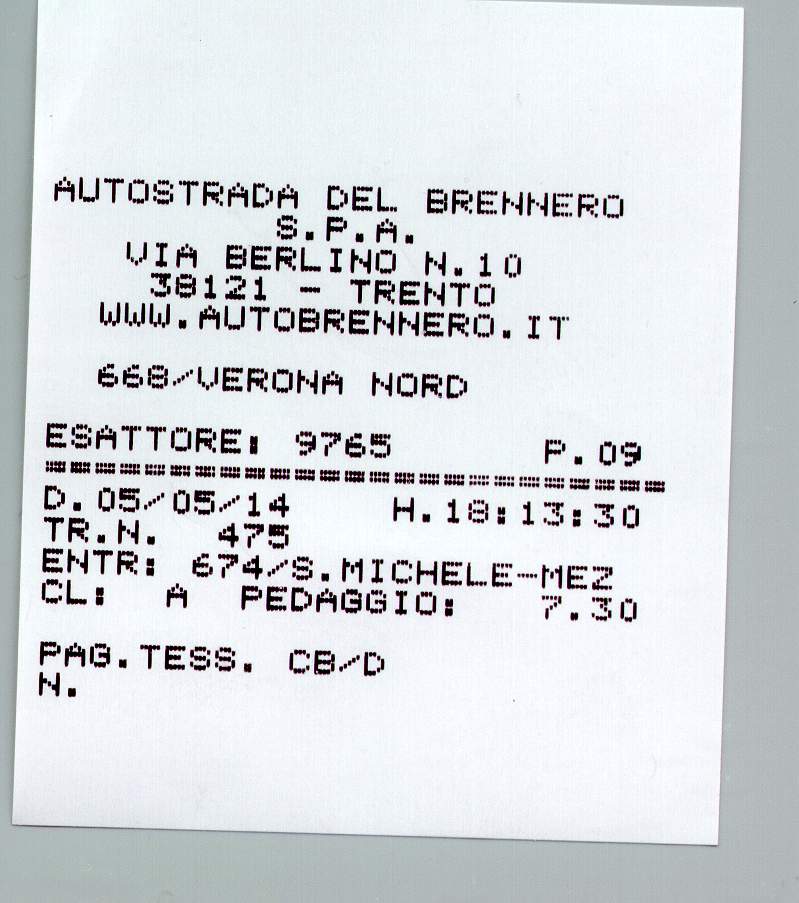 AUTOSTRADA DEL BRENNERO
S.P.A.
VIA BERLINO N.10
38121 - TRENTO
WWW.AUTOBRENNERO.IT
668/VERONA NORD
ESATTORE: 9765 P.09
D.05/05/14 H.18:13:30
TR.N. 475
ENTR: 674/S.MICHELE-MEZ
CL: A PEDAGGIO: 7.30
PAG.TESS. CB/D
N.